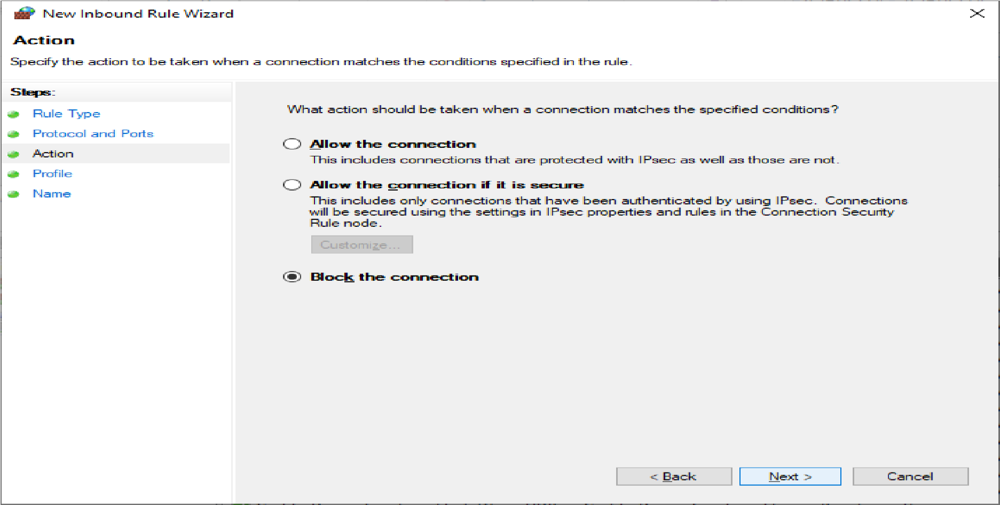 New Inbound Rule Wizard
Action
Specify the action to be taken when a connection matches the conditions specified in the rule.
Steps:
Rule Type
Protocol and Ports
Action
Profile
Name
What action should be taken when a connection matches the specified conditions?
Allow the connection
This includes connections that are protected with IPsec as well as those are not.
Allow the connection if it is secure
This includes only connections that have been authenticated by using IPsec. Connections
will be secured using the settings in IPsec properties and rules in the Connection Security
Rule node.
Customize...
Block the connection
< Back
Next >
Cancel